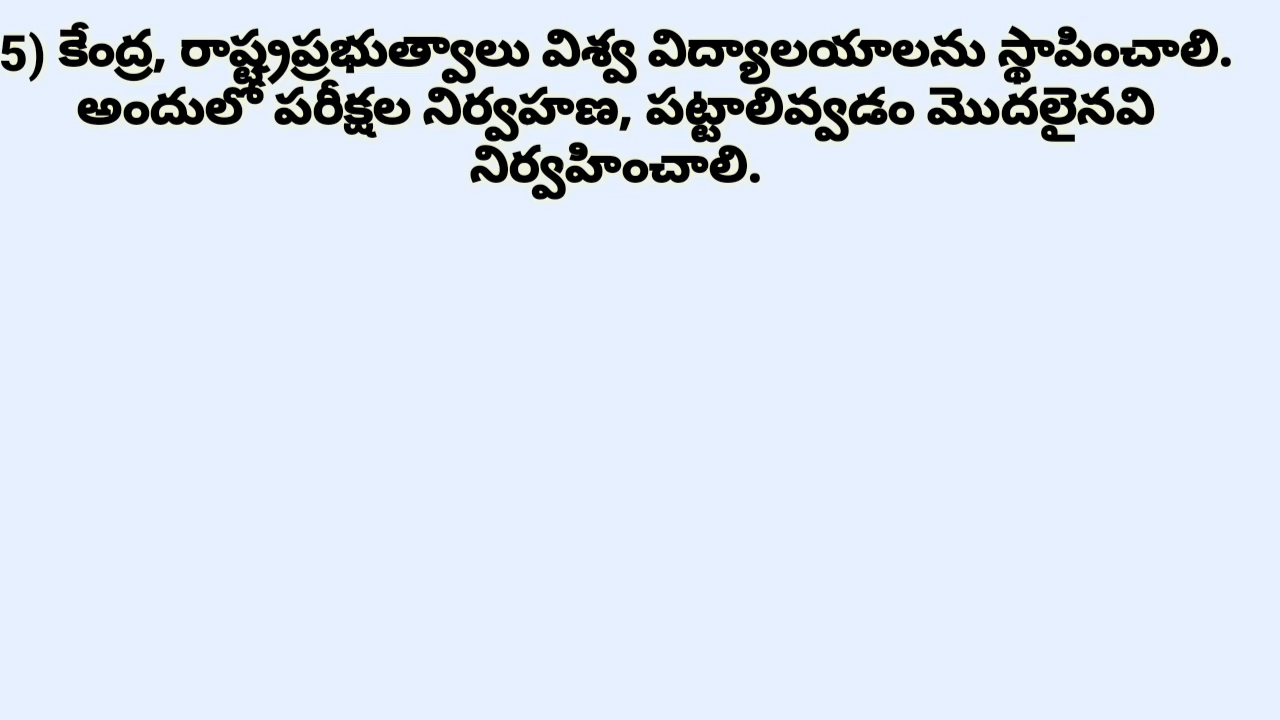 5) కేంద్ర, రాష్ట్రప్రభుత్వాలు విశ్వ విద్యాలయాలను స్థాపించాలి.
అందులో పరీక్షల నిర్వహణ, పట్టాలివ్వడం మొదలైనవి
నిర్వహించాలి.